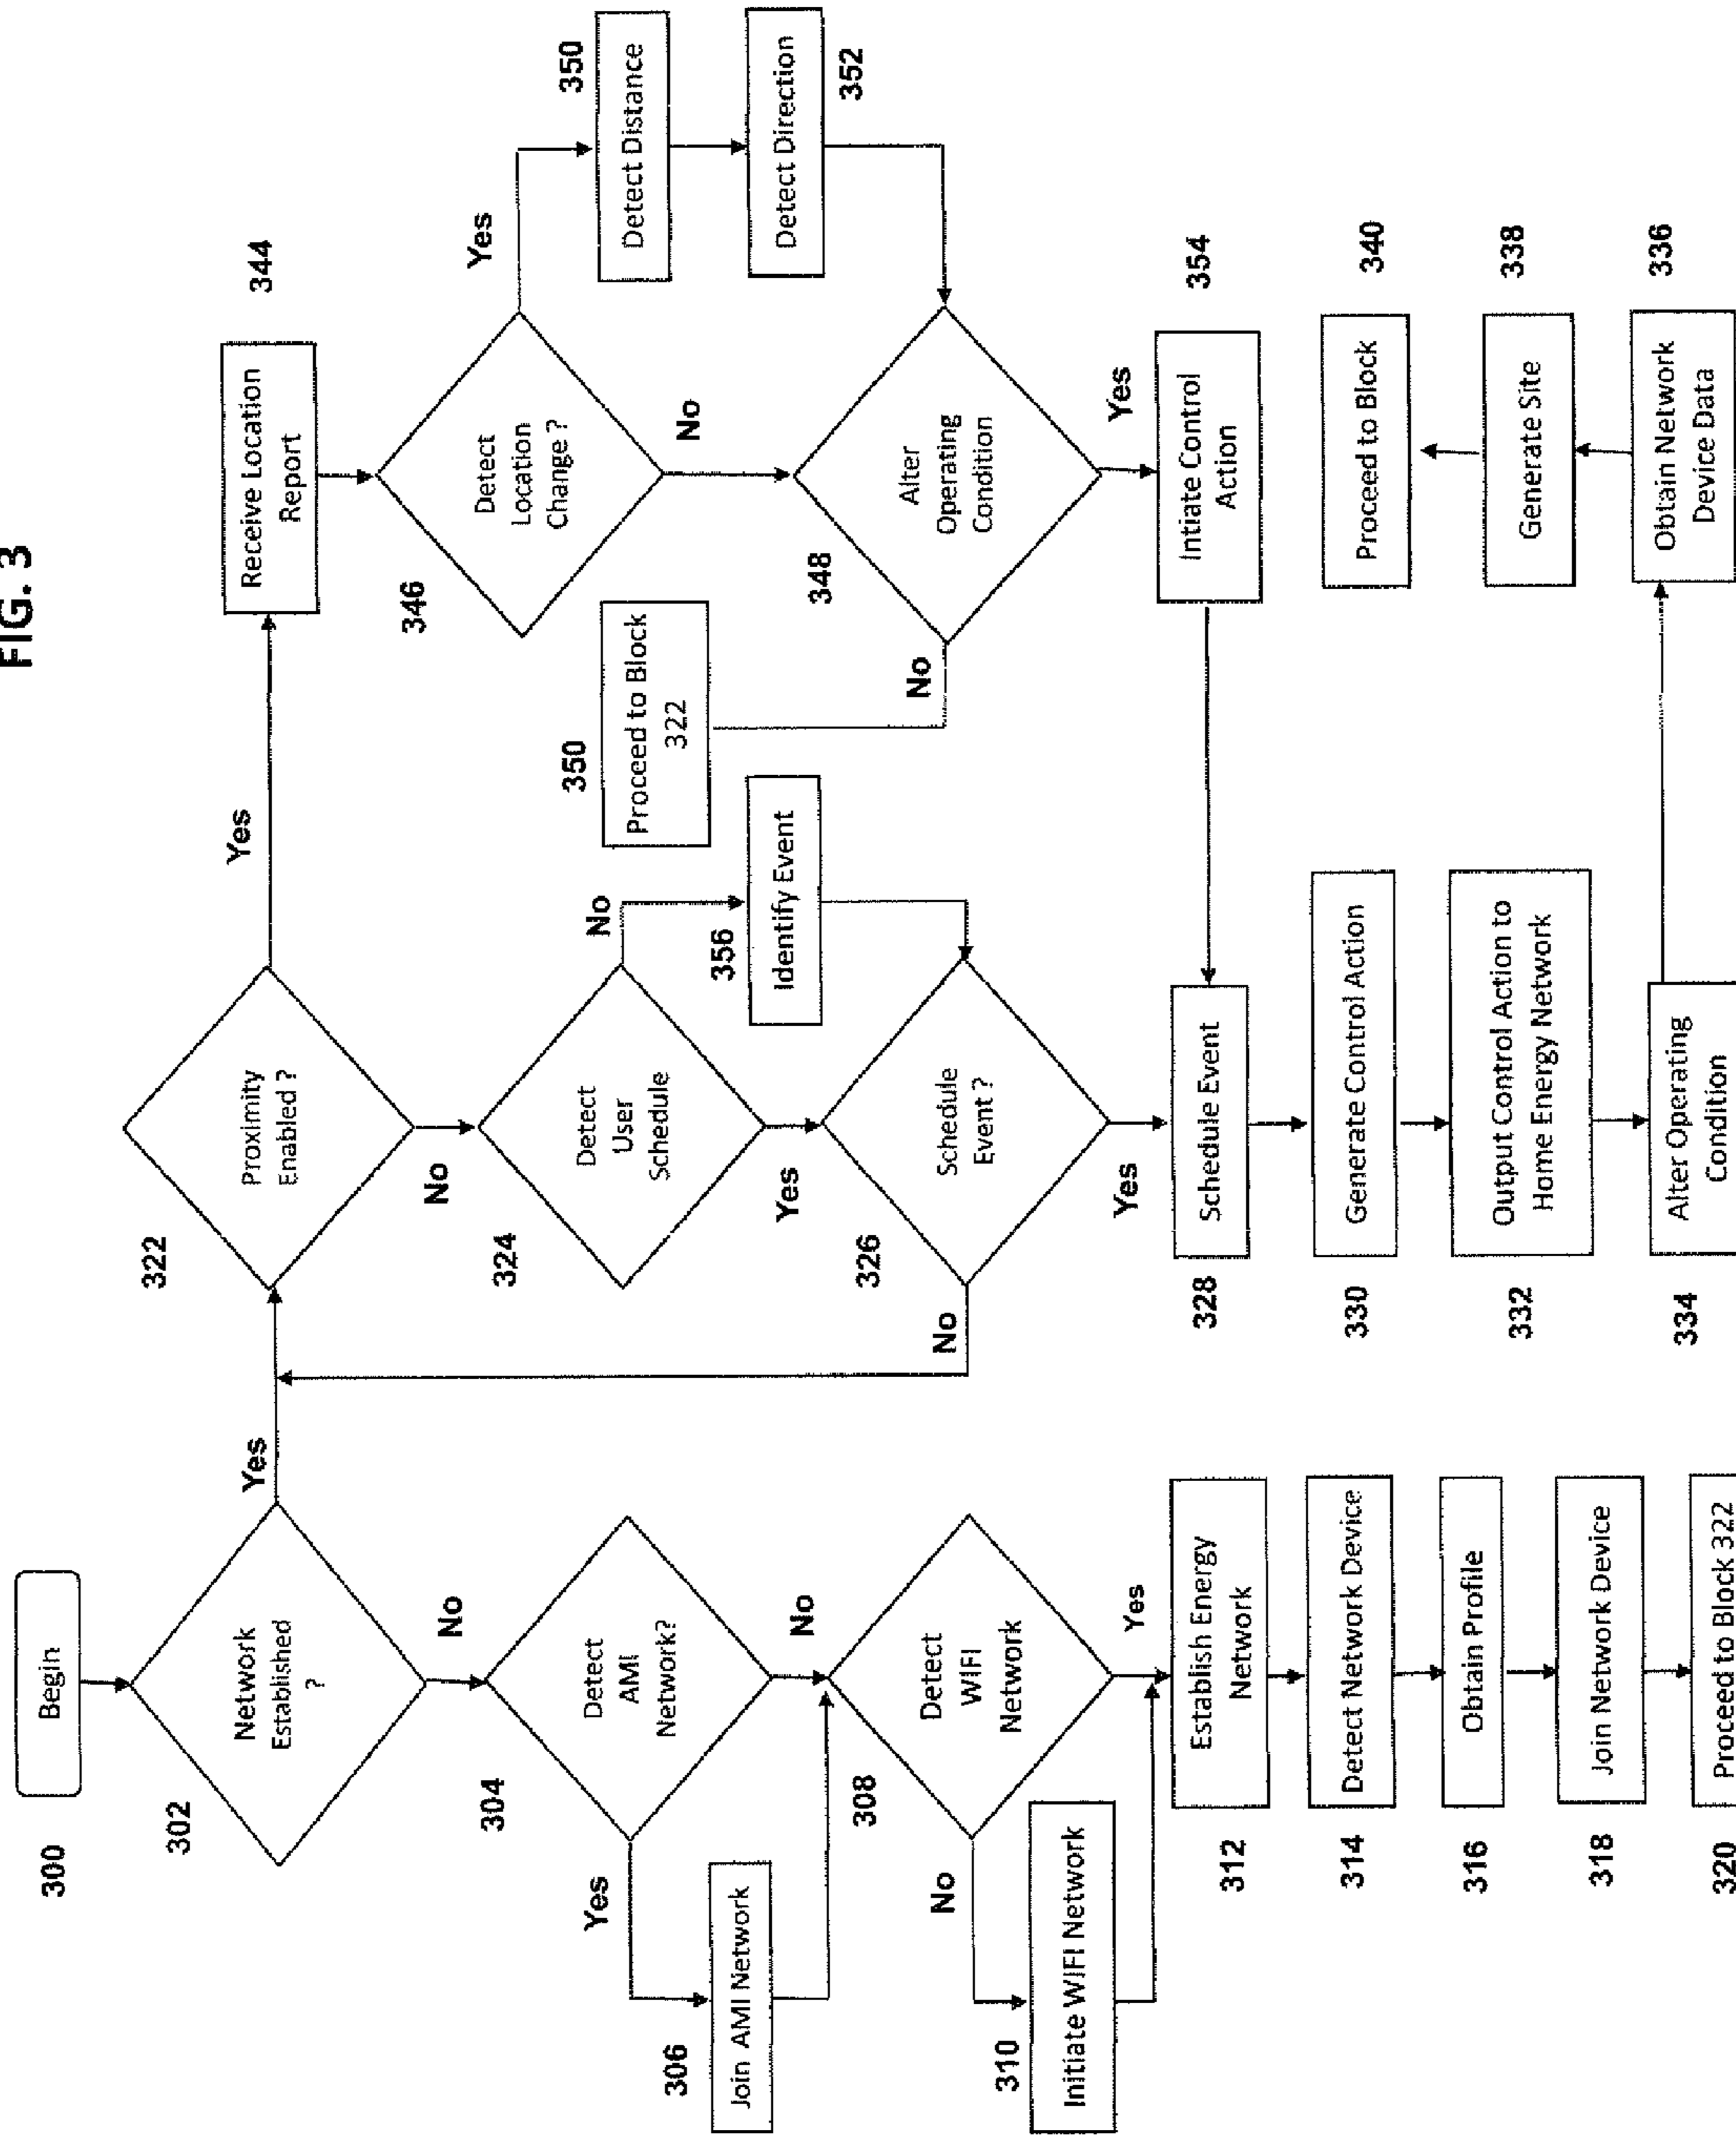 FIG. 3
300
Begin
302
Network
Established
?
Yes
No
304
Detect
AMI
Network?
Yes
No
306
Join AMI Network
308
Detect
WIFI
Network
No
Yes
310
Initiate WIFI Network
312
Establish Energy
Network
314
Detect Network Device
316
Obtain Profile
318
Join Network Device
320
Proceed to Block 322
322
Proximity
Enabled ?
Yes
No
324
Detect
User
Schedule
No
Yes
356
Identify Event
326
Schedule
Event ?
No
Yes
328
Schedule Event
330
Generate Control Action
332
Output Control Action to
Home Energy Network
334
Alter Operating
Condition
344
Receive Location
Report
346
Detect
Location
Change ?
Yes
No
350
Detect Distance
Detect Direction
352
350
Proceed to Block
322
348
Alter
Operating
Condition
No
Yes
Intiate Control
Action
354
Proceed to Block
340
Generate Site
338
Obtain Network
Device Data
336